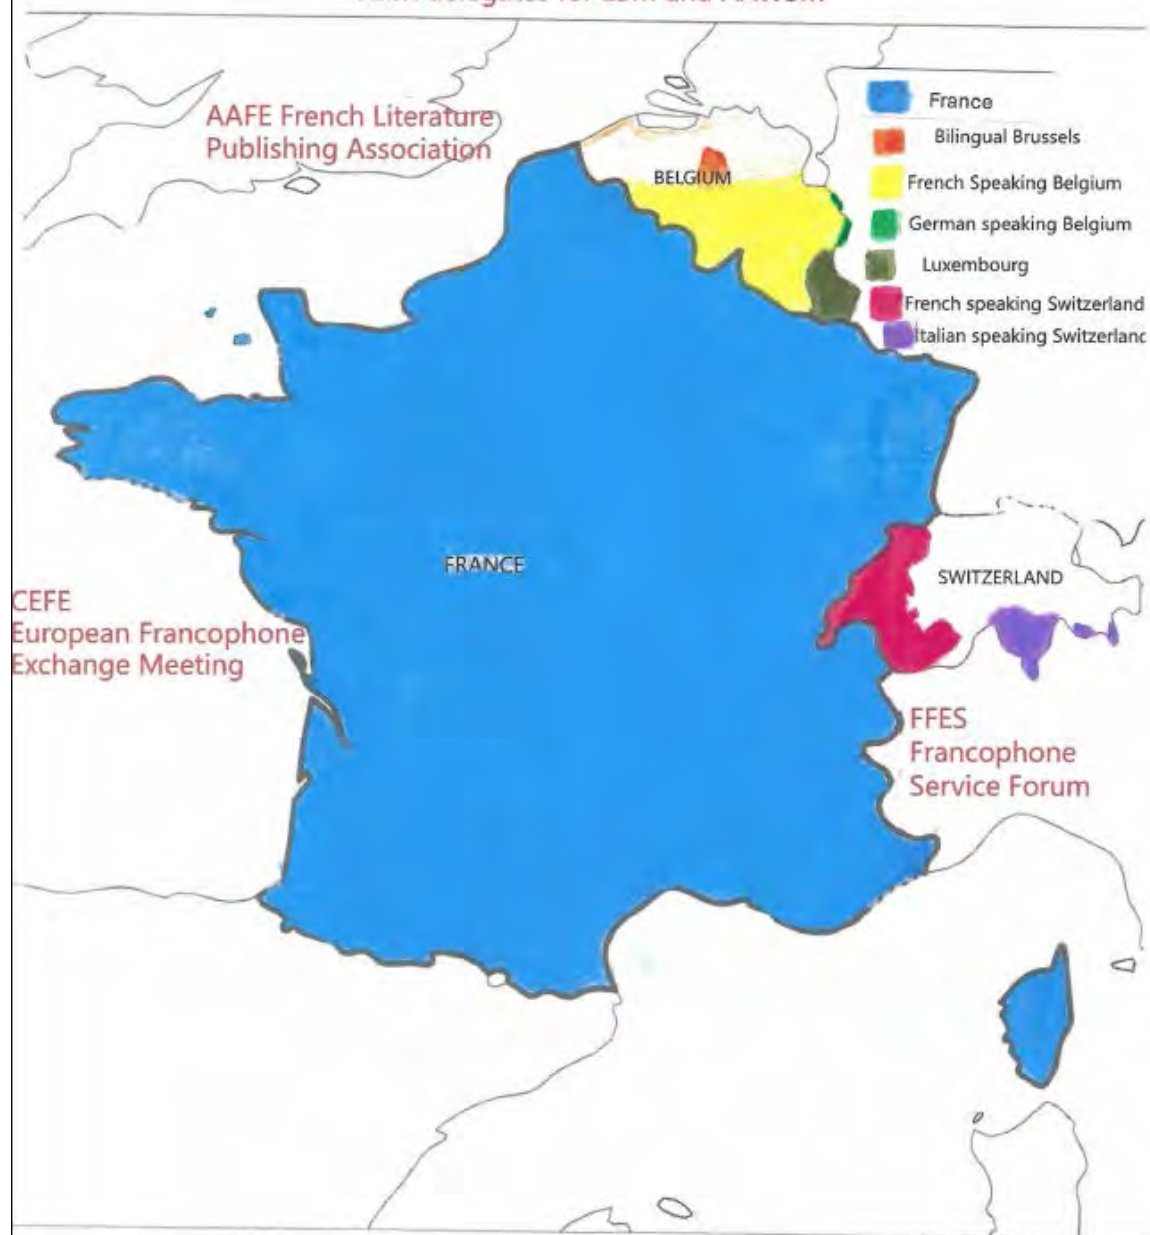 AAFE French Literature
Publishing Association
France
Bilingual Brussels
BELGIUM
French Speaking Belgium
German speaking Belgium
Luxembourg
French speaking Switzerland
Italian speaking Switzerland
FRANCE
SWITZERLAND
CEFE
European Francophone
Exchange Meeting
FFES
Francophone
Service Forum